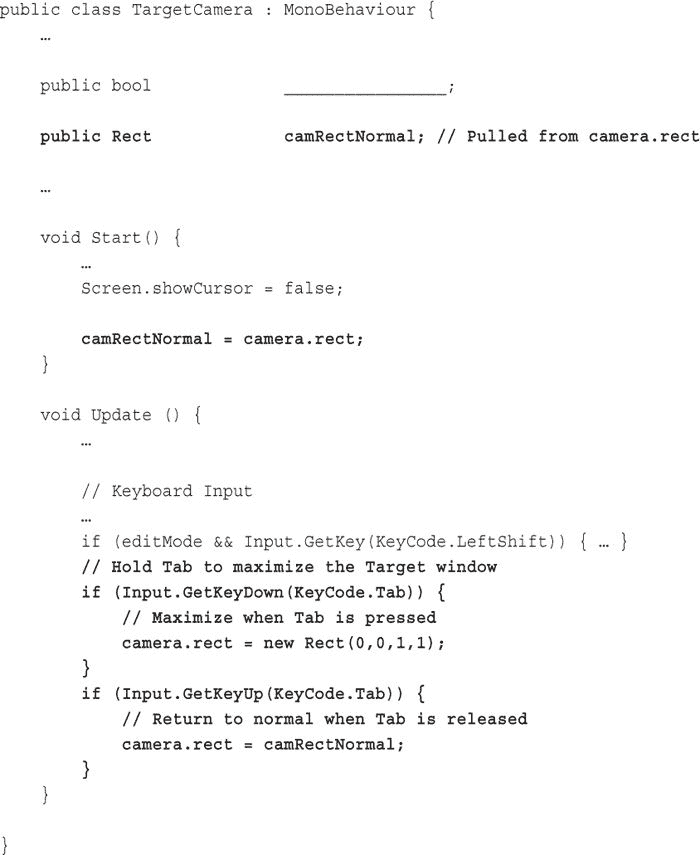 public class TargetCamera : MonoBehaviour {
…
public bool _________________;
public Rect camRectNormal; // Pulled from camera.rect
…
void Start() {
…
Screen.showCursor = false;
camRectNormal = camera.rect;
}
void Update () {
…
// Keyboard Input
…
if (editMode && Input.GetKey(KeyCode.LeftShift)) { … }
// Hold Tab to maximize the Target window
if (Input.GetKeyDown(KeyCode.Tab)) {
// Maximize when Tab is pressed
camera.rect = new Rect(0,0,1,1);
}
if (Input.GetKeyUp(KeyCode.Tab)) {
// Return to normal when Tab is released
camera.rect = camRectNormal;
}
}
}